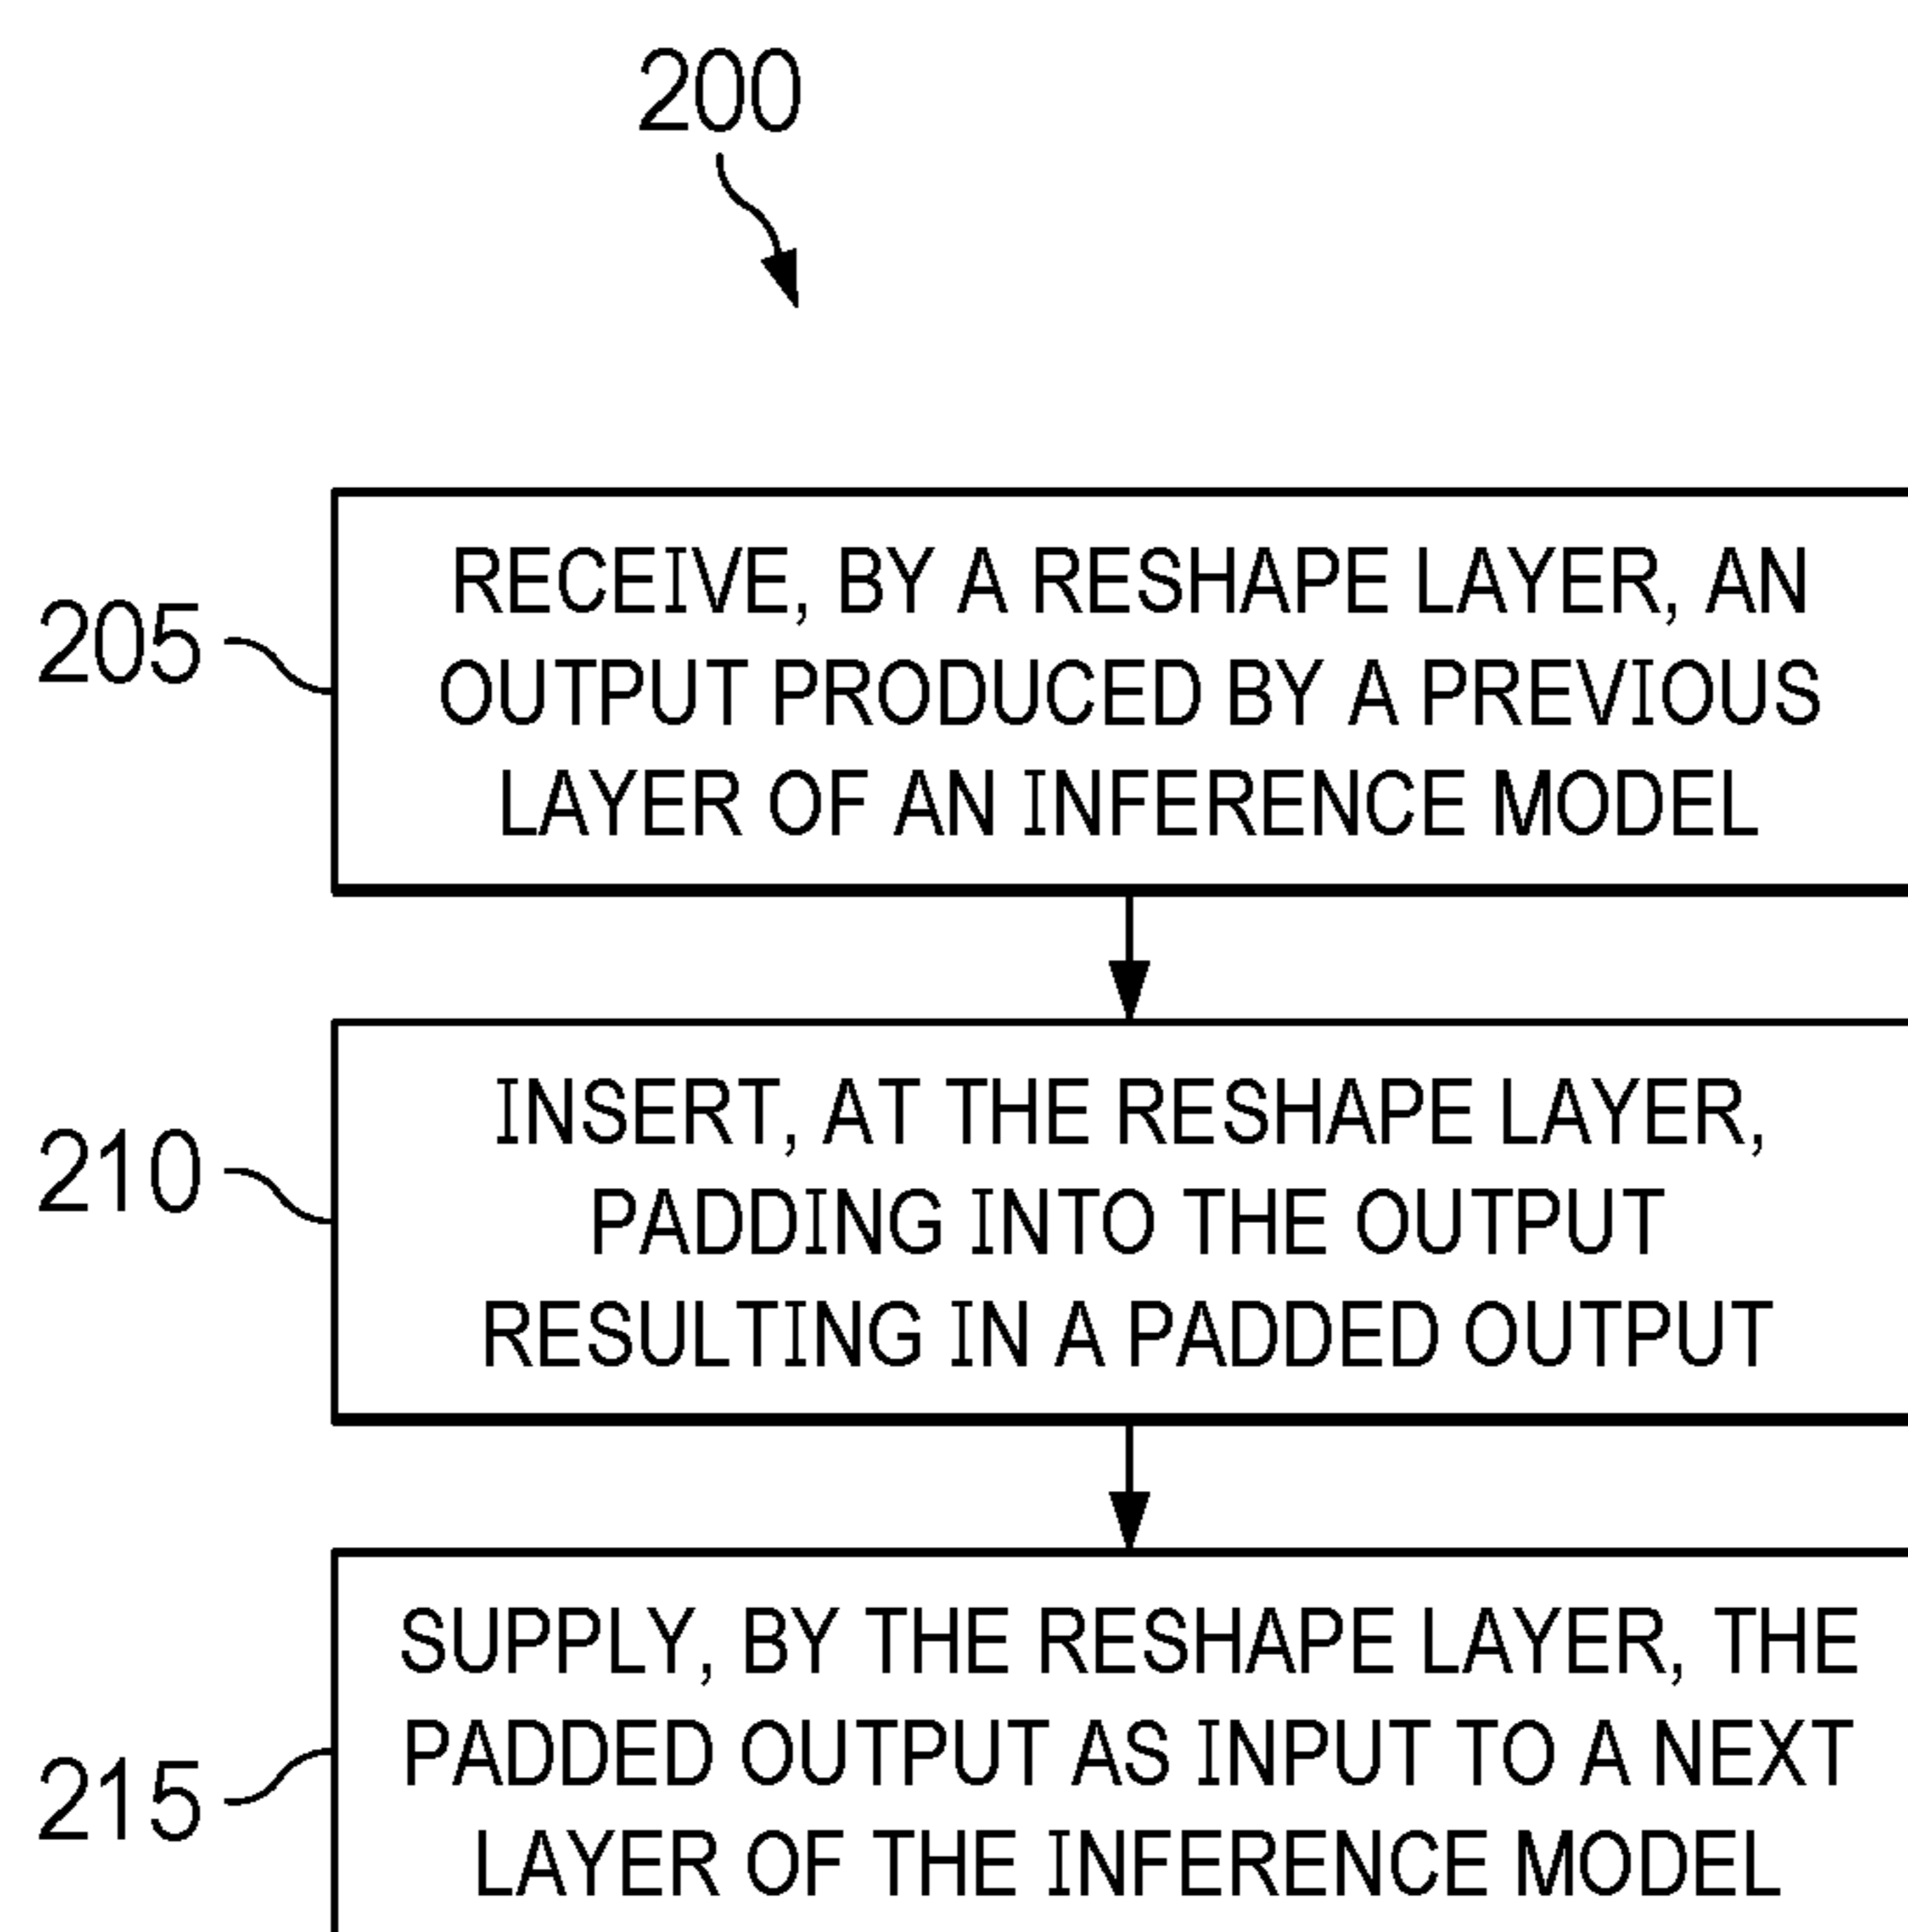 200
205
RECEIVE, BY A RESHAPE LAYER, AN
OUTPUT PRODUCED BY A PREVIOUS
LAYER OF AN INFERENCE MODEL
210
INSERT, AT THE RESHAPE LAYER,
PADDING INTO THE OUTPUT
RESULTING IN A PADDED OUTPUT
215
SUPPLY, BY THE RESHAPE LAYER, THE
PADDED OUTPUT AS INPUT TO A NEXT
LAYER OF THE INFERENCE MODEL